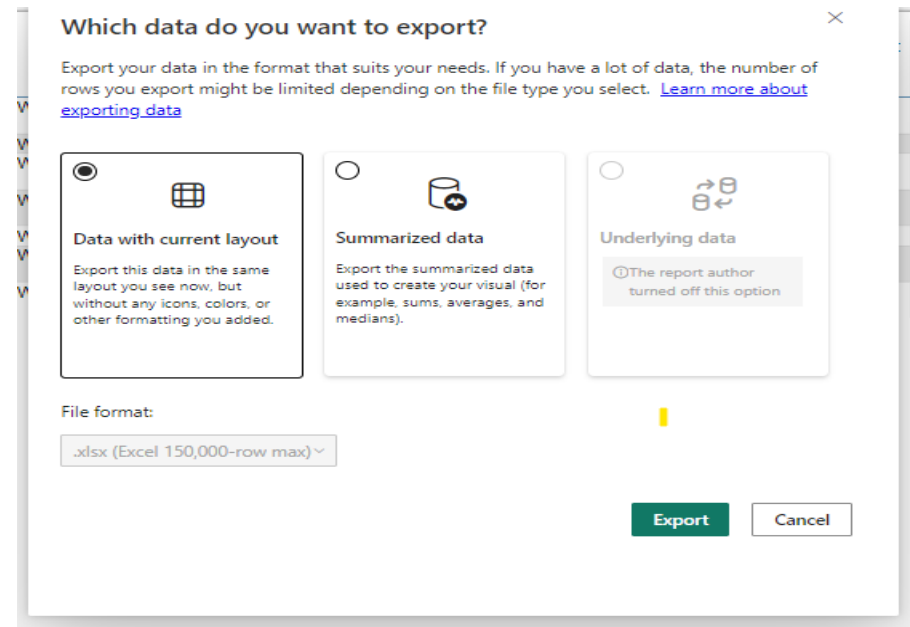 Which data do you want to export?
Export your data in the format that suits your needs. If you have a lot of data, the number of
rows you export might be limited depending on the file type you select. Learn more about
exporting data
Data with current layout
Export this data in the same
layout you see now, but
without any icons, colors, or
other formatting you added.
Summarized data
Export the summarized data
used to create your visual (for
example, sums, averages, and
medians).
Underlying data
The report author
turned off this option
File format:
.xlsx (Excel 150,000-row max)
Export
Cancel